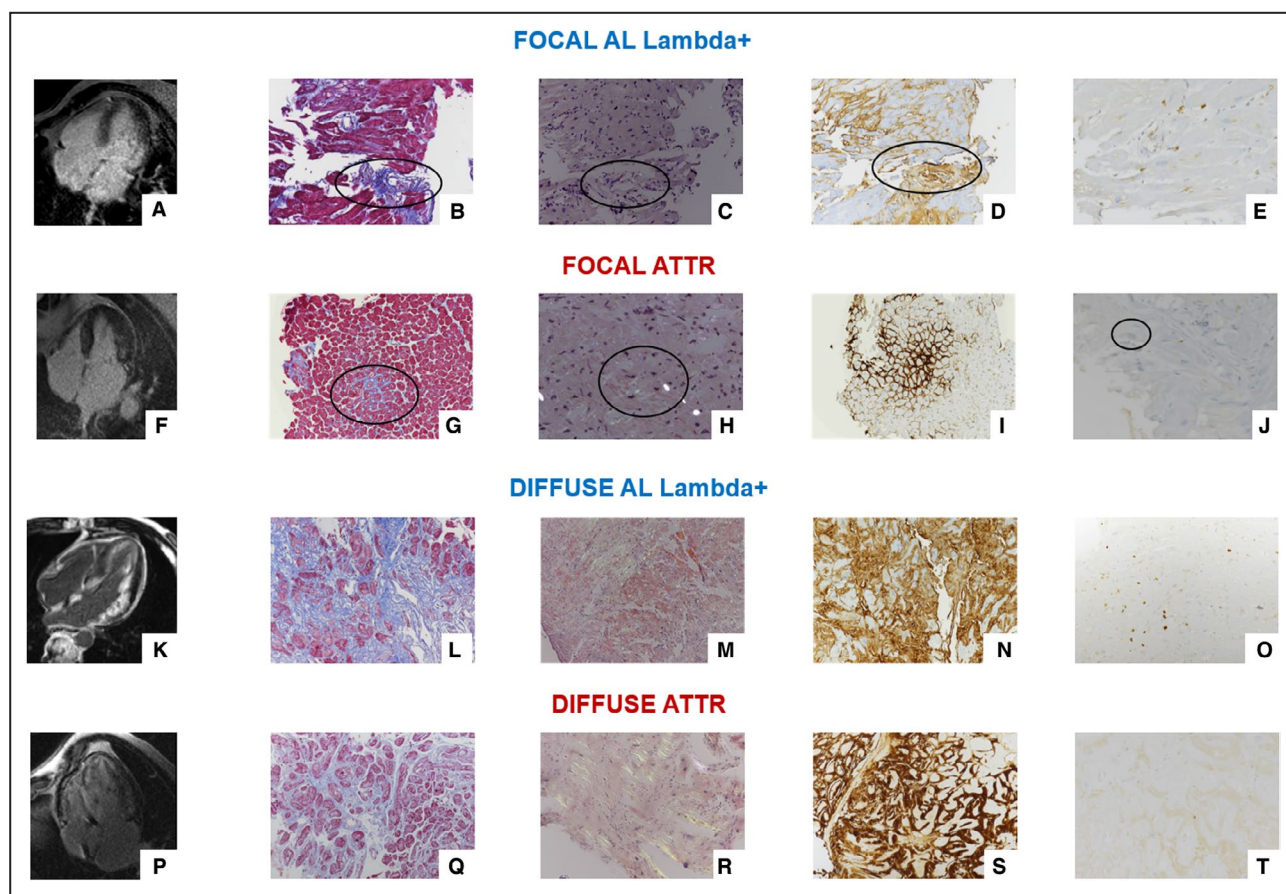 FOCAL AL Lambda+
A B C D E
FOCAL ATTR
F G H I J
DIFFUSE AL Lambda+
K L M N O
DIFFUSE ATTR
P Q R S T